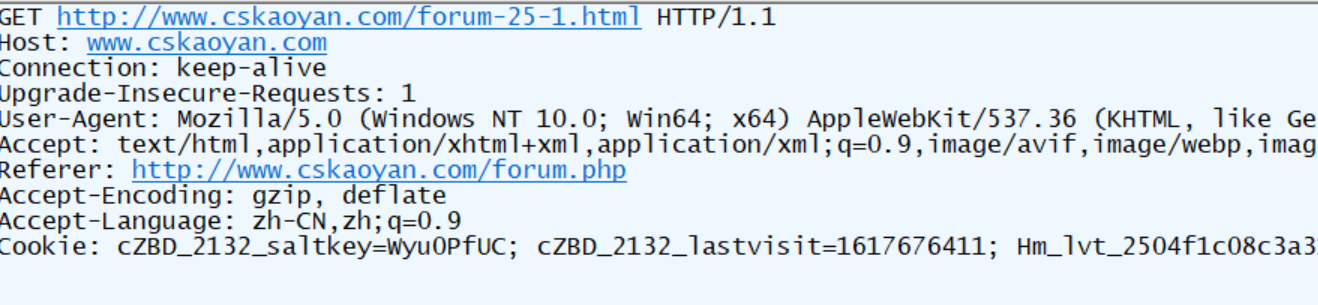 GET http://www.cskaoyan.com/forum-25-1.html HTTP/1.1
Host: www.cskaoyan.com
Connection: keep-alive
Upgrade-Insecure-Requests: 1
User-Agent: Mozilla/5.0 (Windows NT 10.0; Win64; x64) AppleWebKit/537.36 (KHTML, like Ge
Accept: text/html,application/xhtml+xml,application/xml;q=0.9,image/avif,image/webp,imag
Referer: http://www.cskaoyan.com/forum.php
Accept-Encoding: gzip, deflate
Accept-Language: zh-CN,zh;q=0.9
Cookie: cZBD_2132_saltkey=Wyu0PfUC; cZBD_2132_lastvisit=1617676411; Hm_lvt_2504f1c08c3a3